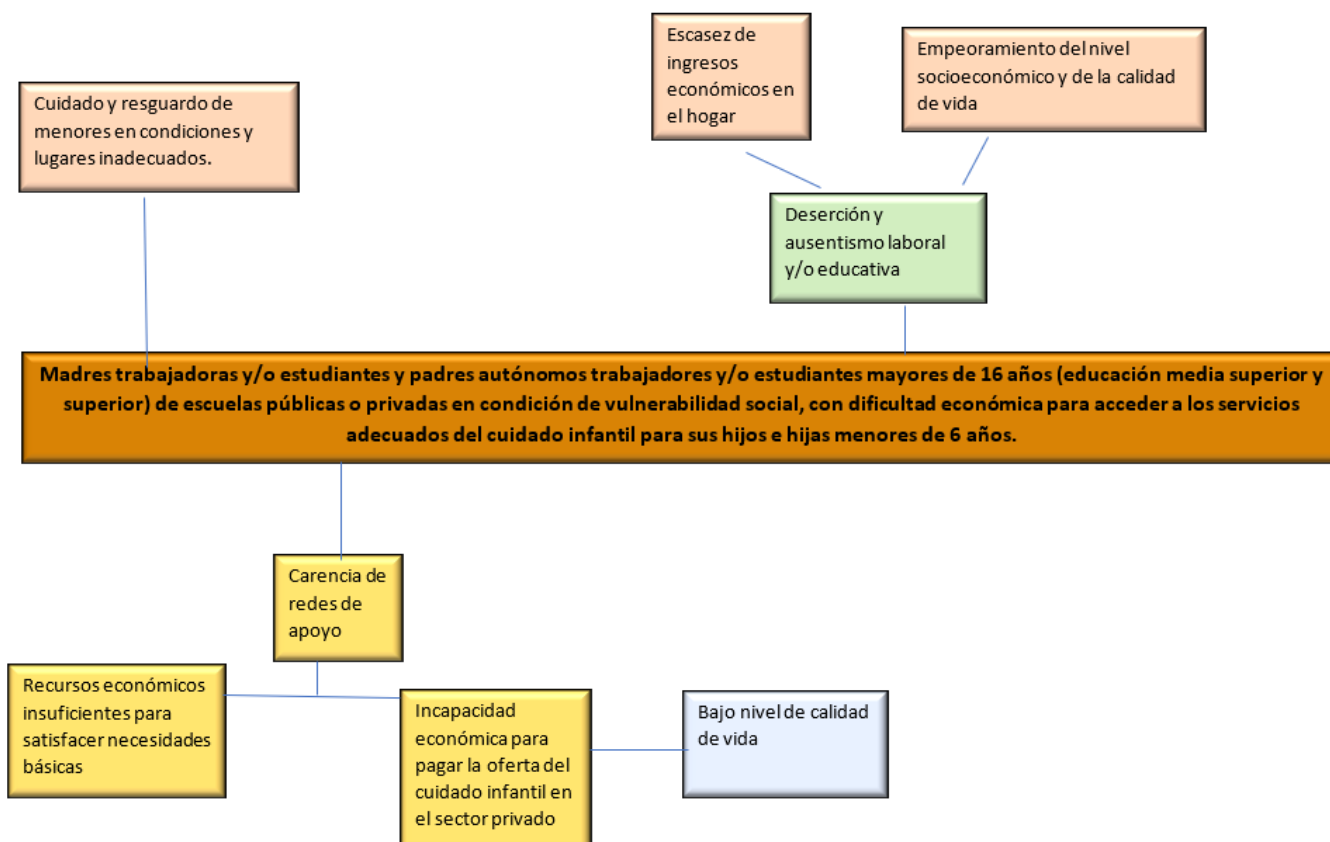 Escasez de
ingresos
económicos en
el hogar
Empeoramiento del nivel
socioeconómico y de la calidad
de vida
Cuidado y resguardo de
menores en condiciones y
lugares inadecuados.
Deserción y
ausentismo laboral
y/o educativa
Madres trabajadoras y/o estudiantes y padres autónomos trabajadores y/o estudiantes mayores de 16 años (educación media superior y
superior) de escuelas públicas o privadas en condición de vulnerabilidad social, con dificultad económica para acceder a los servicios
adecuados del cuidado infantil para sus hijos e hijas menores de 6 años.
Carencia de
redes de
apoyo
Recursos económicos
insuficientes para
satisfacer necesidades
básicas
Incapacidad
económica para
pagar la oferta del
cuidado infantil en
el sector privado
Bajo nivel de calidad
de vida